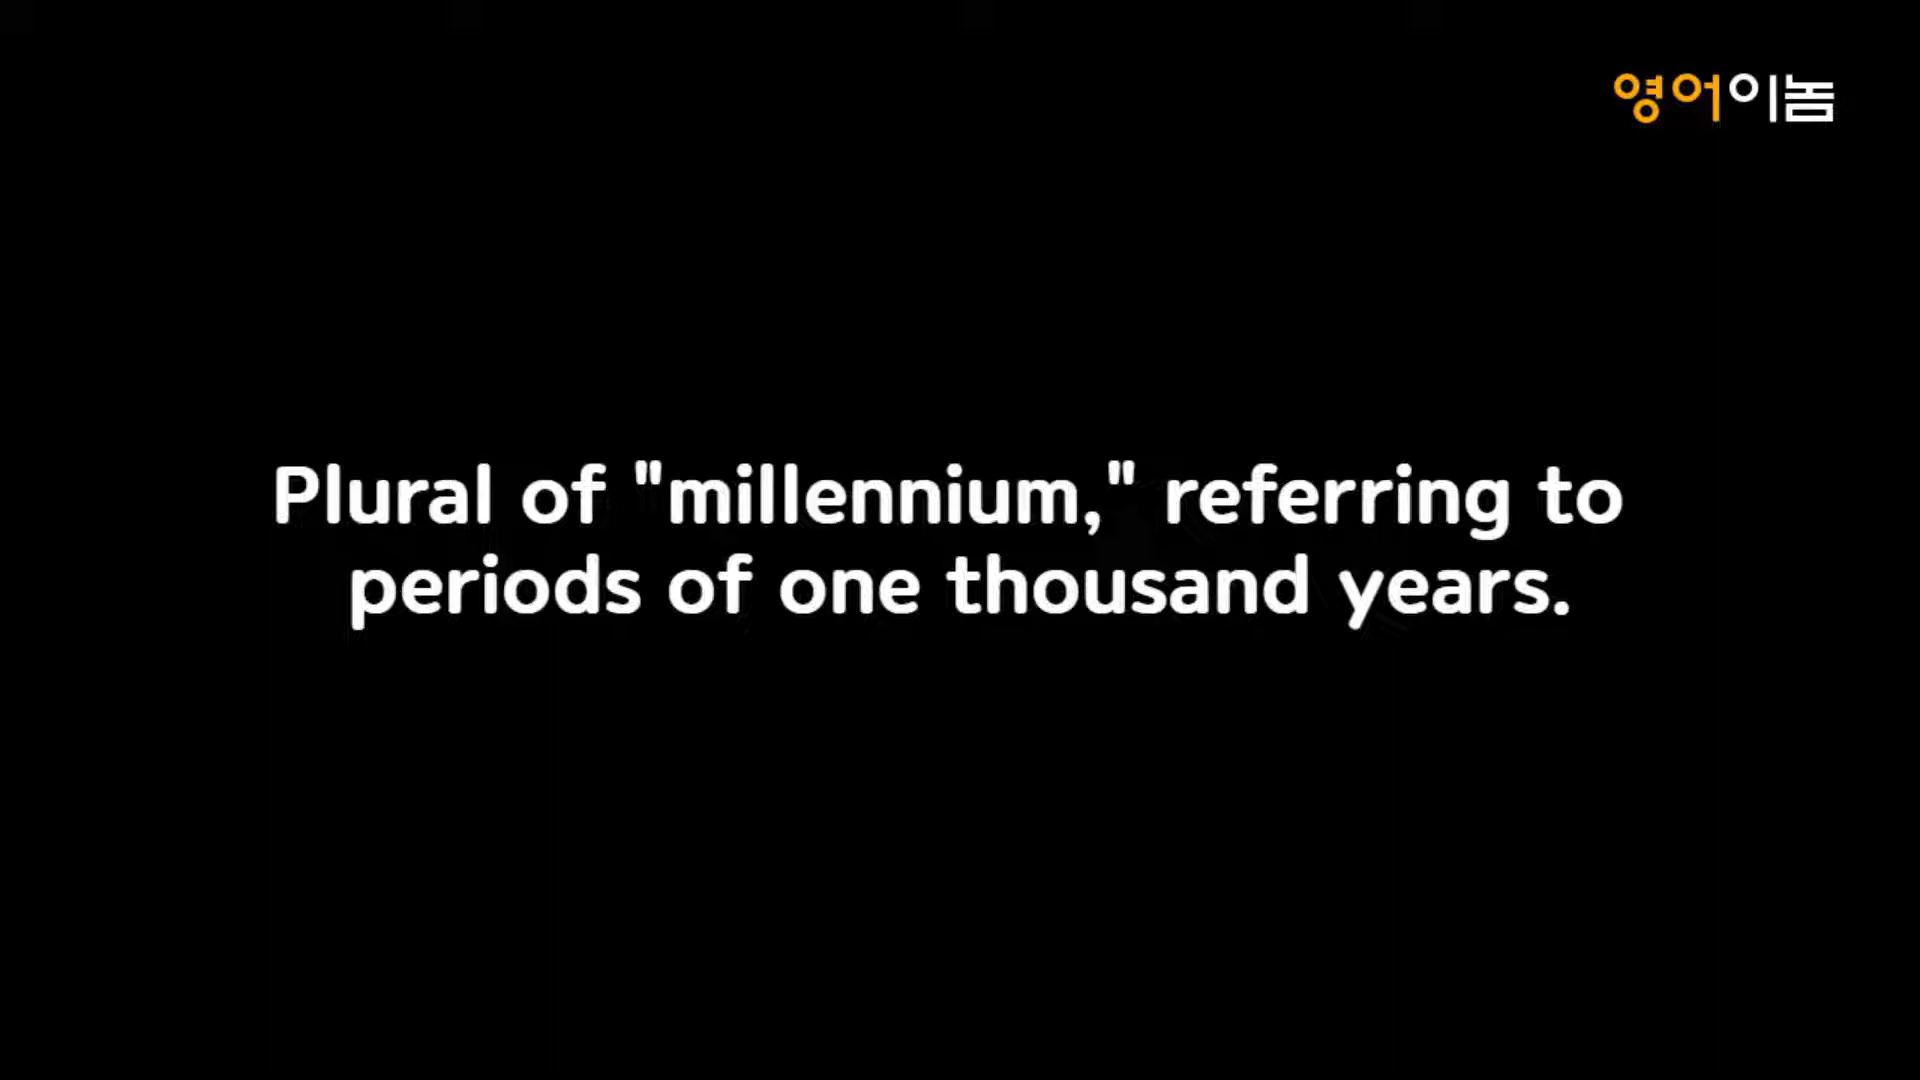 영어이놈
Plural of "millennium," referring to
periods of one thousand years.